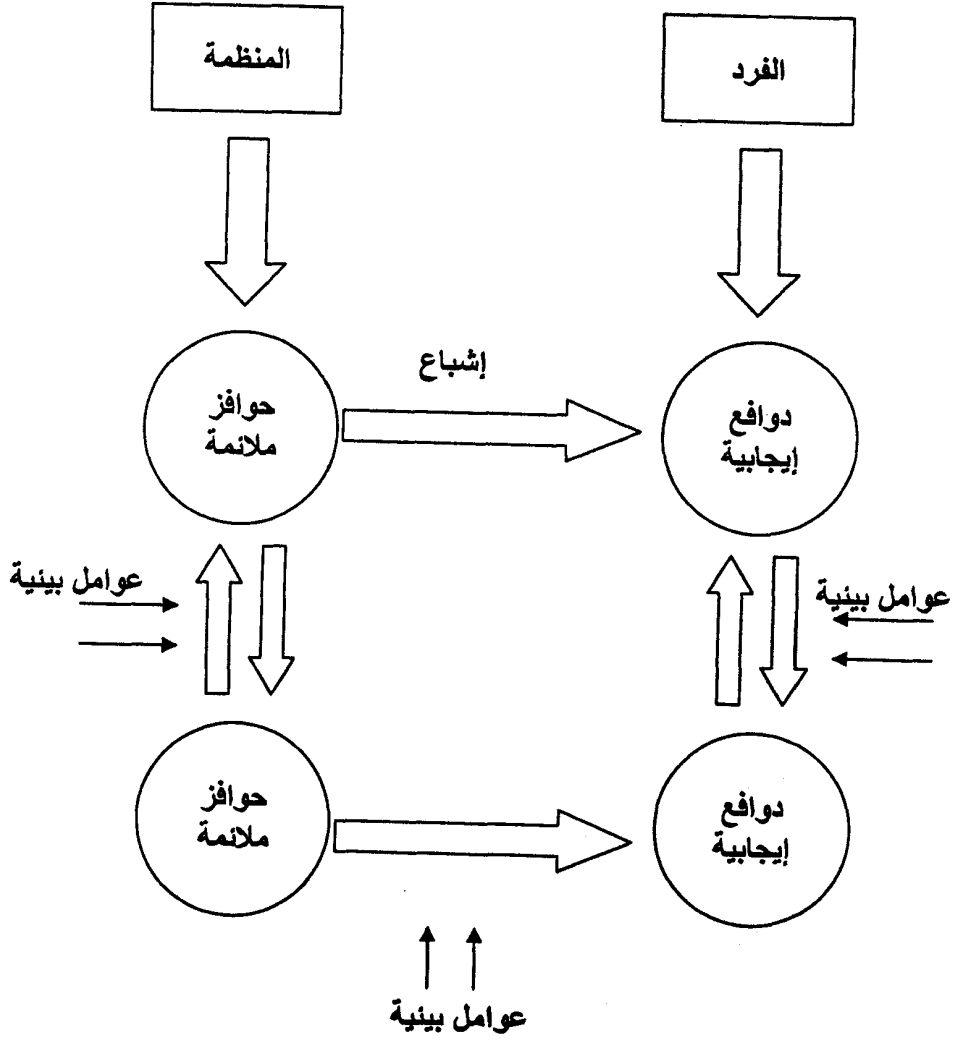 الفرد
المنظمة
إشباع
دوافع
إيجابية
حوافز
ملائمة
عوامل بيئية
عوامل بيئية
دوافع
إيجابية
حوافز
ملائمة
عوامل بيئية